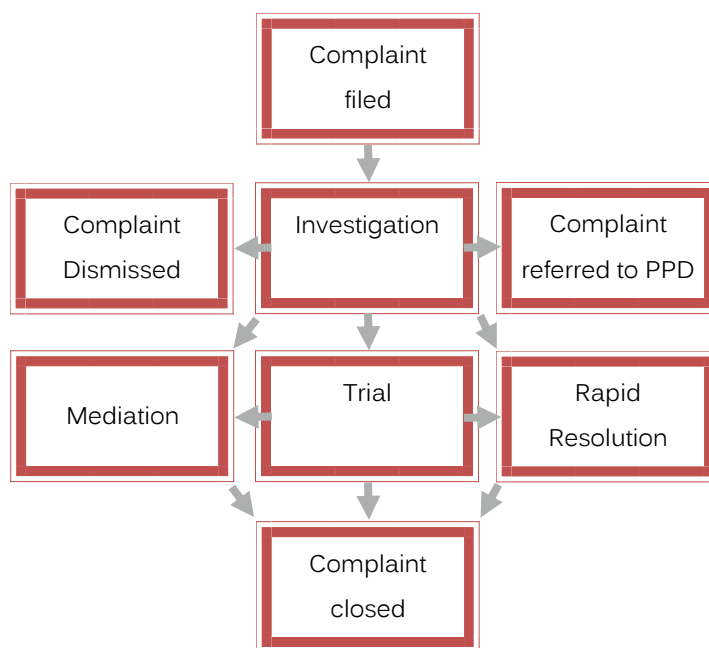 Complaint
filed
Complaint
Dismissed
Investigation
Complaint
referred to PPD
Mediation
Trial
Rapid
Resolution
Complaint
closed